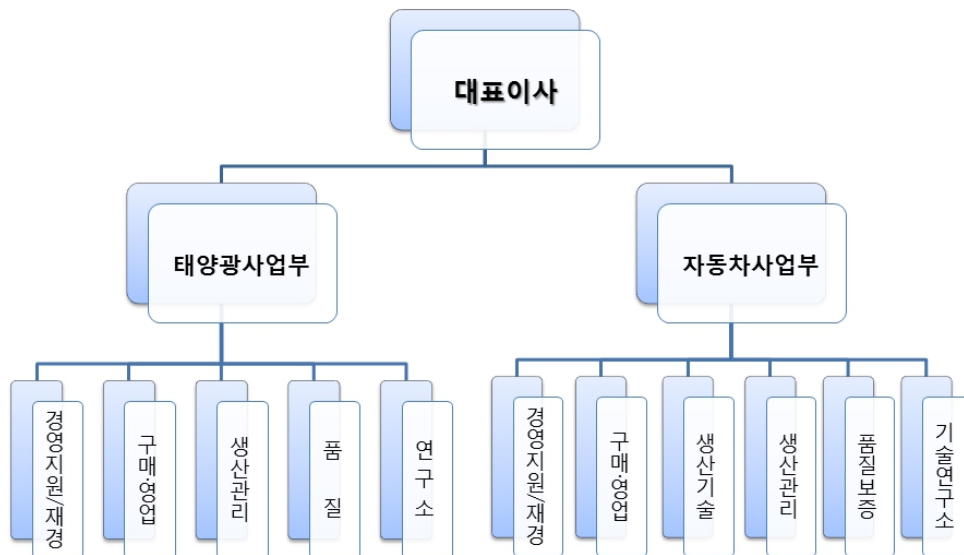 대표이사
태양광사업부
자동차사업부
경영지원/재경
구매·영업
생산관리
품 질
연구소
경영지원/재경
구매·영업
생산기술
생산관리
품질보증
기술연구소